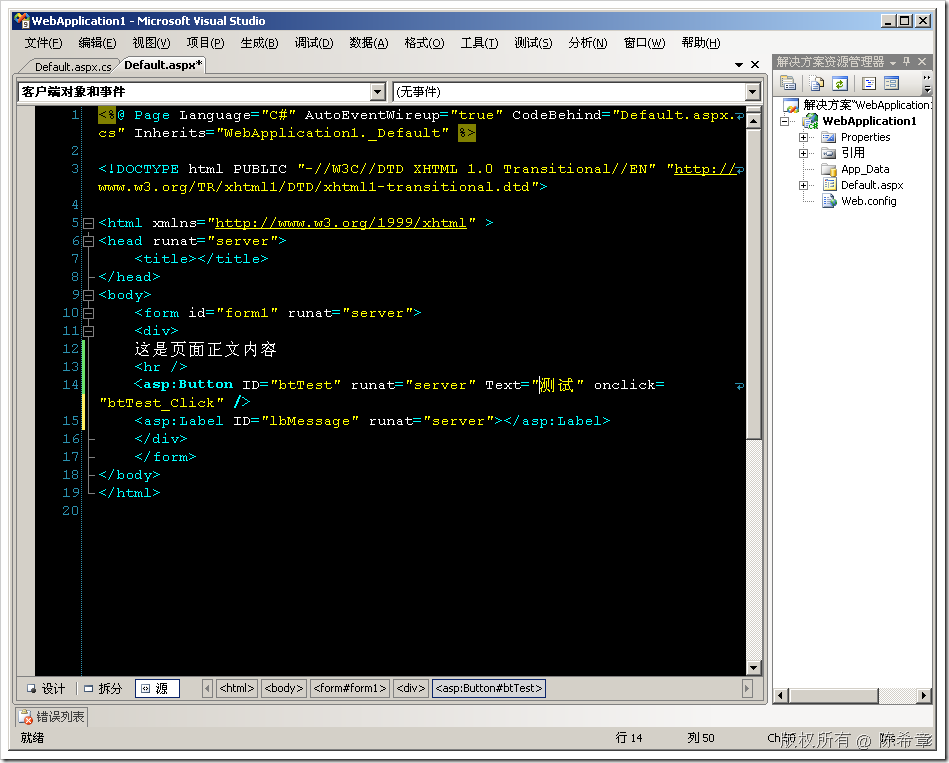 WebApplication1 - Microsoft Visual Studio
文件(F) 编辑(E) 视图(V) 项目(P) 生成(B) 调试(D) 数据(A) 格式(O) 工具(T) 测试(S) 分析(N) 窗口(W) 帮助(H)
Default.aspx.cs Default.aspx*
客户端对象和事件 (无事件)
1 <%@ Page Language="C#" AutoEventWireup="true" CodeBehind="Default.aspx.
cs" Inherits="WebApplication1._Default" %>
2
3 <!DOCTYPE html PUBLIC "-//W3C//DTD XHTML 1.0 Transitional//EN" "http://
www.w3.org/TR/xhtml1/DTD/xhtml1-transitional.dtd">
4
5 <html xmlns="http://www.w3.org/1999/xhtml" >
6 <head runat="server">
7 <title></title>
8 </head>
9 <body>
10 <form id="form1" runat="server">
11 <div>
12 这是页面正文内容
13 <hr />
14 <asp:Button ID="btTest" runat="server" Text="测试" onclick=
"btTest_Click" />
15 <asp:Label ID="lbMessage" runat="server"></asp:Label>
16 </div>
17 </form>
18 </body>
19 </html>
20
设计 拆分 源 <html> <body> <form#form1> <div> <asp:Button#btTest>
解决方案资源管理器
解决方案"WebApplication1
WebApplication1
Properties
引用
App_Data
Default.aspx
Web.config
错误列表
就绪 行 14 列 50 Ch
版权所有 @ 陈希章